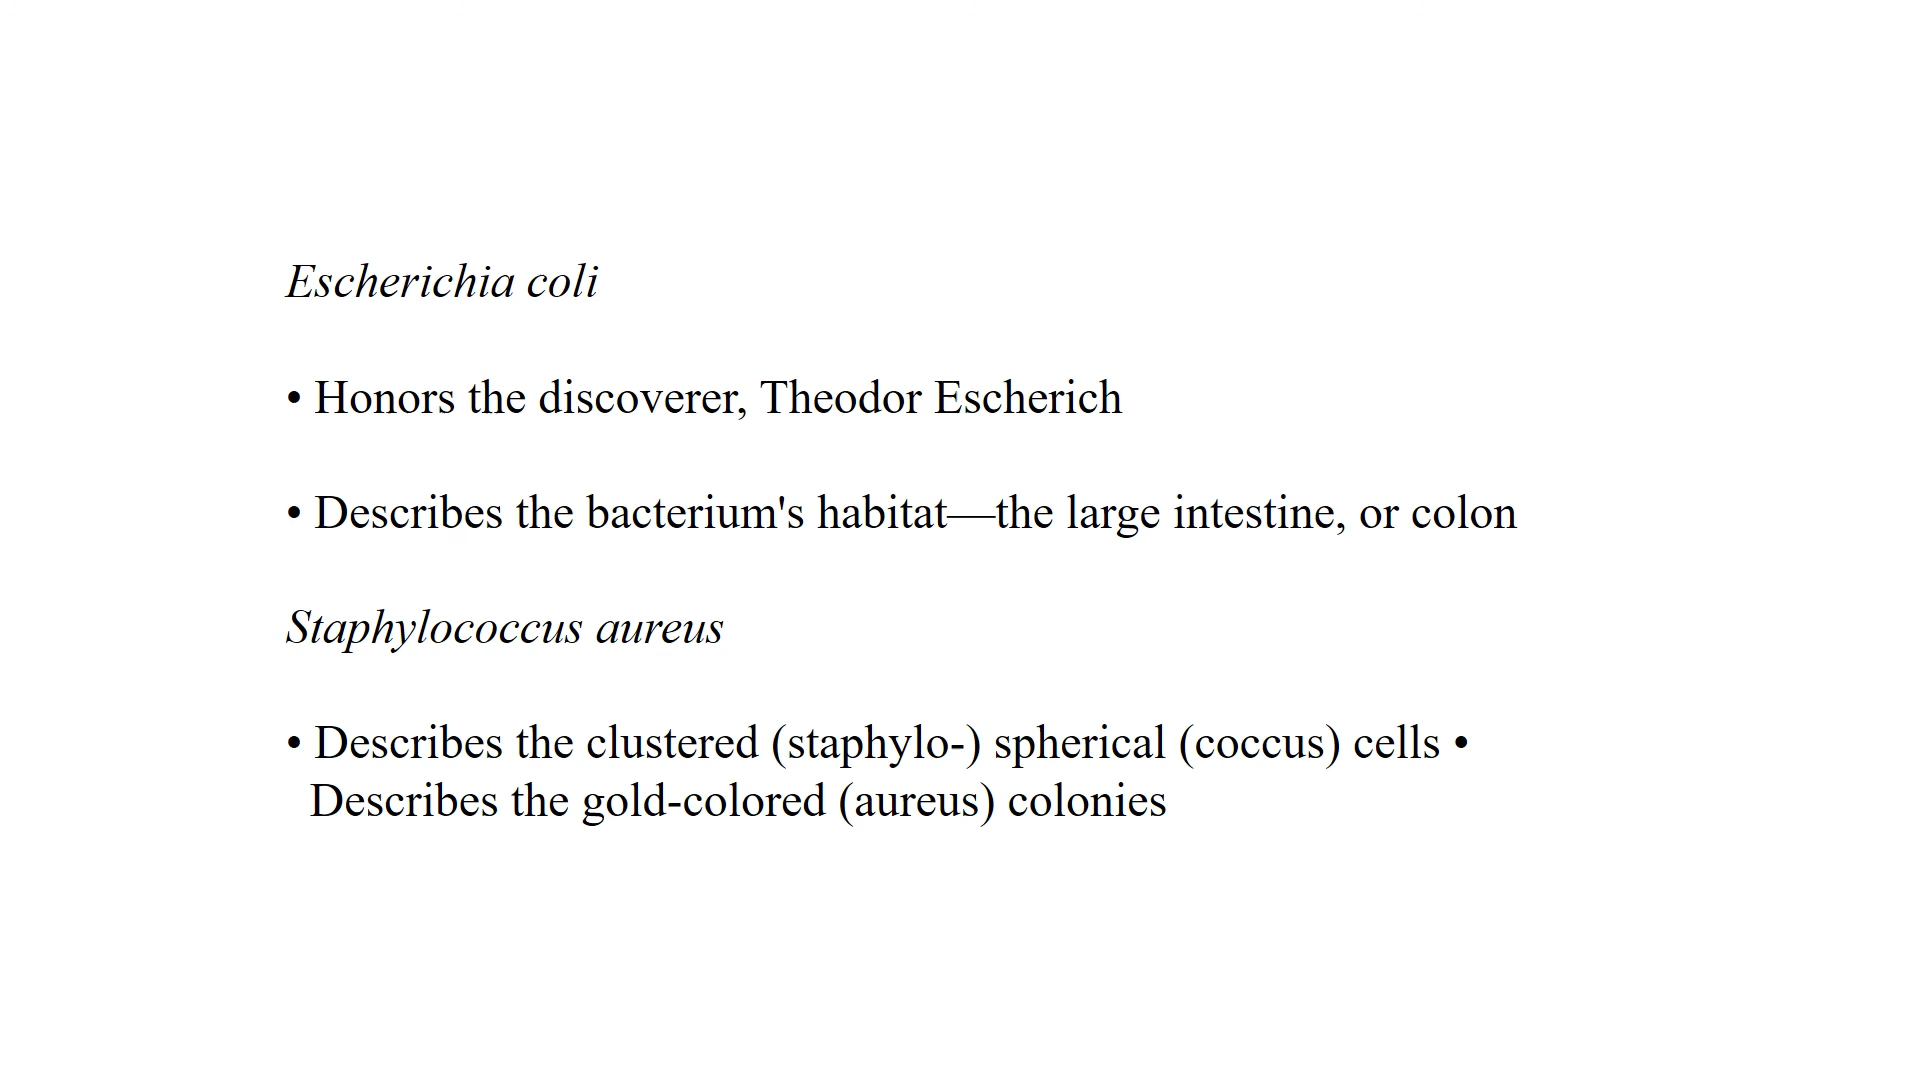 Escherichia coli
• Honors the discoverer, Theodor Escherich
• Describes the bacterium's habitat—the large intestine, or colon
Staphylococcus aureus
• Describes the clustered (staphylo-) spherical (coccus) cells •
Describes the gold-colored (aureus) colonies